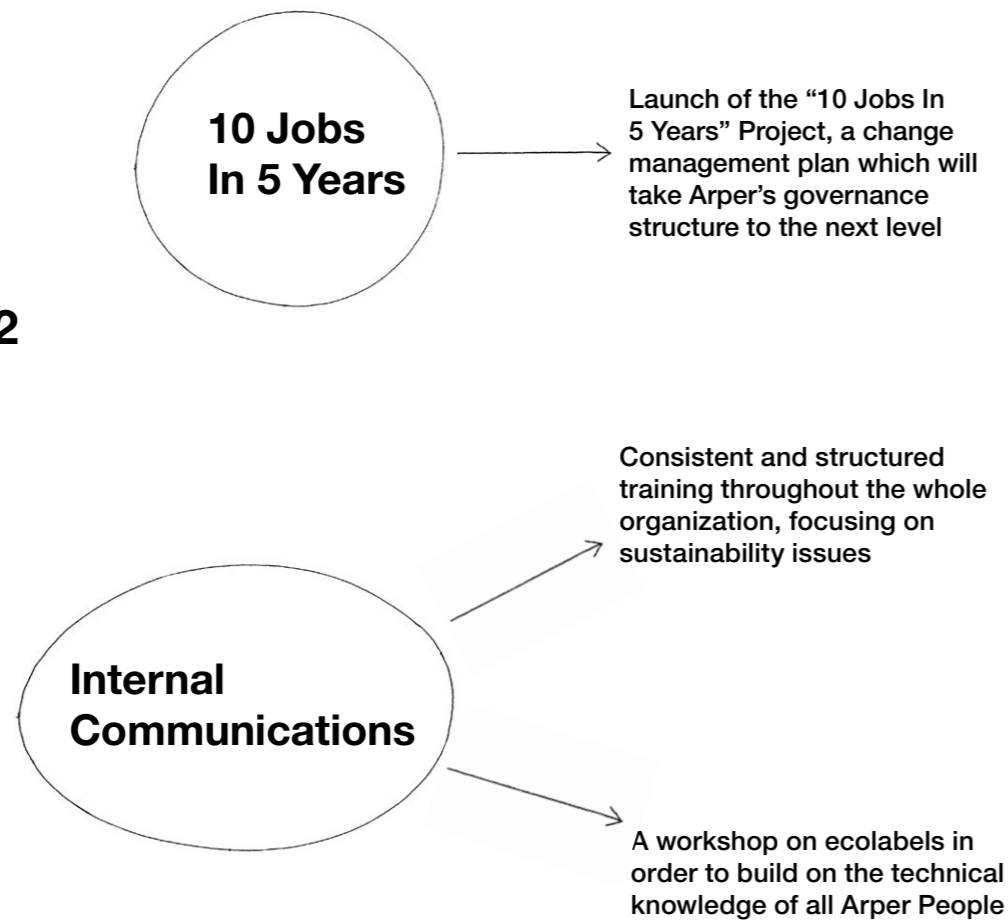 10 Jobs
In 5 Years
Launch of the “10 Jobs In
5 Years” Project, a change
management plan which will
take Arper’s governance
structure to the next level
2
Internal
Communications
Consistent and structured
training throughout the whole
organization, focusing on
sustainability issues
A workshop on ecolabels in
order to build on the technical
knowledge of all Arper People